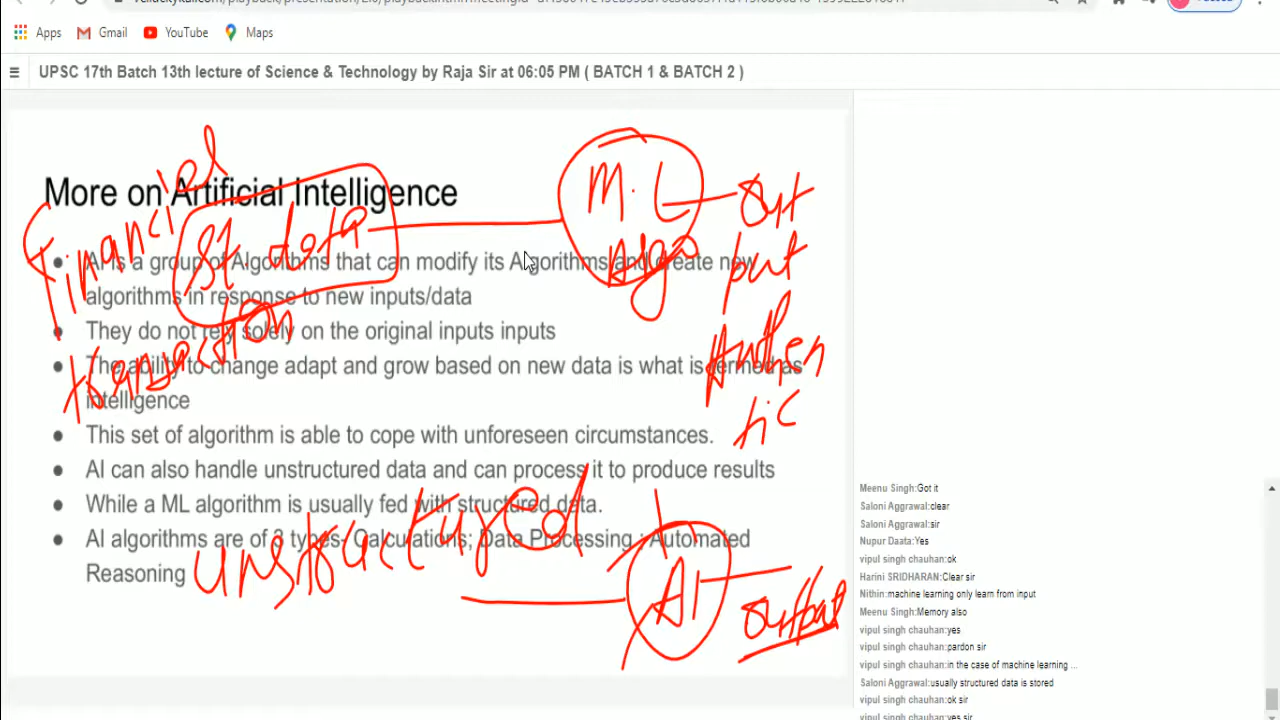 Apps Gmail YouTube Maps
UPSC 17th Batch 13th lecture of Science & Technology by Raja Sir at 06:05 PM ( BATCH 1 & BATCH 2 )
More on Artificial Intelligence
AI is a group of Algorithms that can modify its Algorithms and create new
algorithms in response to new inputs/data
They do not rely solely on the original inputs inputs
The ability to change adapt and grow based on new data is what is termed as
intelligence
This set of algorithm is able to cope with unforeseen circumstances.
AI can also handle unstructured data and can process it to produce results
While a ML algorithm is usually fed with structured data.
AI algorithms are of 3 types- Calculations; Data Processing ; Automated
Reasoning
Financial
transaction
St. data
M.L
Algo
Out
put
Authen
tic
unstructured
AI
output
Meenu Singh:Got it
Saloni Aggrawal:clear
Saloni Aggrawal:sir
Nupur Daata:Yes
vipul singh chauhan:ok
Harini SRIDHARAN:Clear sir
Nithin:machine learning only learn from input
Meenu Singh:Memory also
vipul singh chauhan:yes
vipul singh chauhan:pardon sir
vipul singh chauhan:in the case of machine learning ...
Saloni Aggrawal:usually structured data is stored
vipul singh chauhan:ok sir
vipul singh chauhan:yes sir